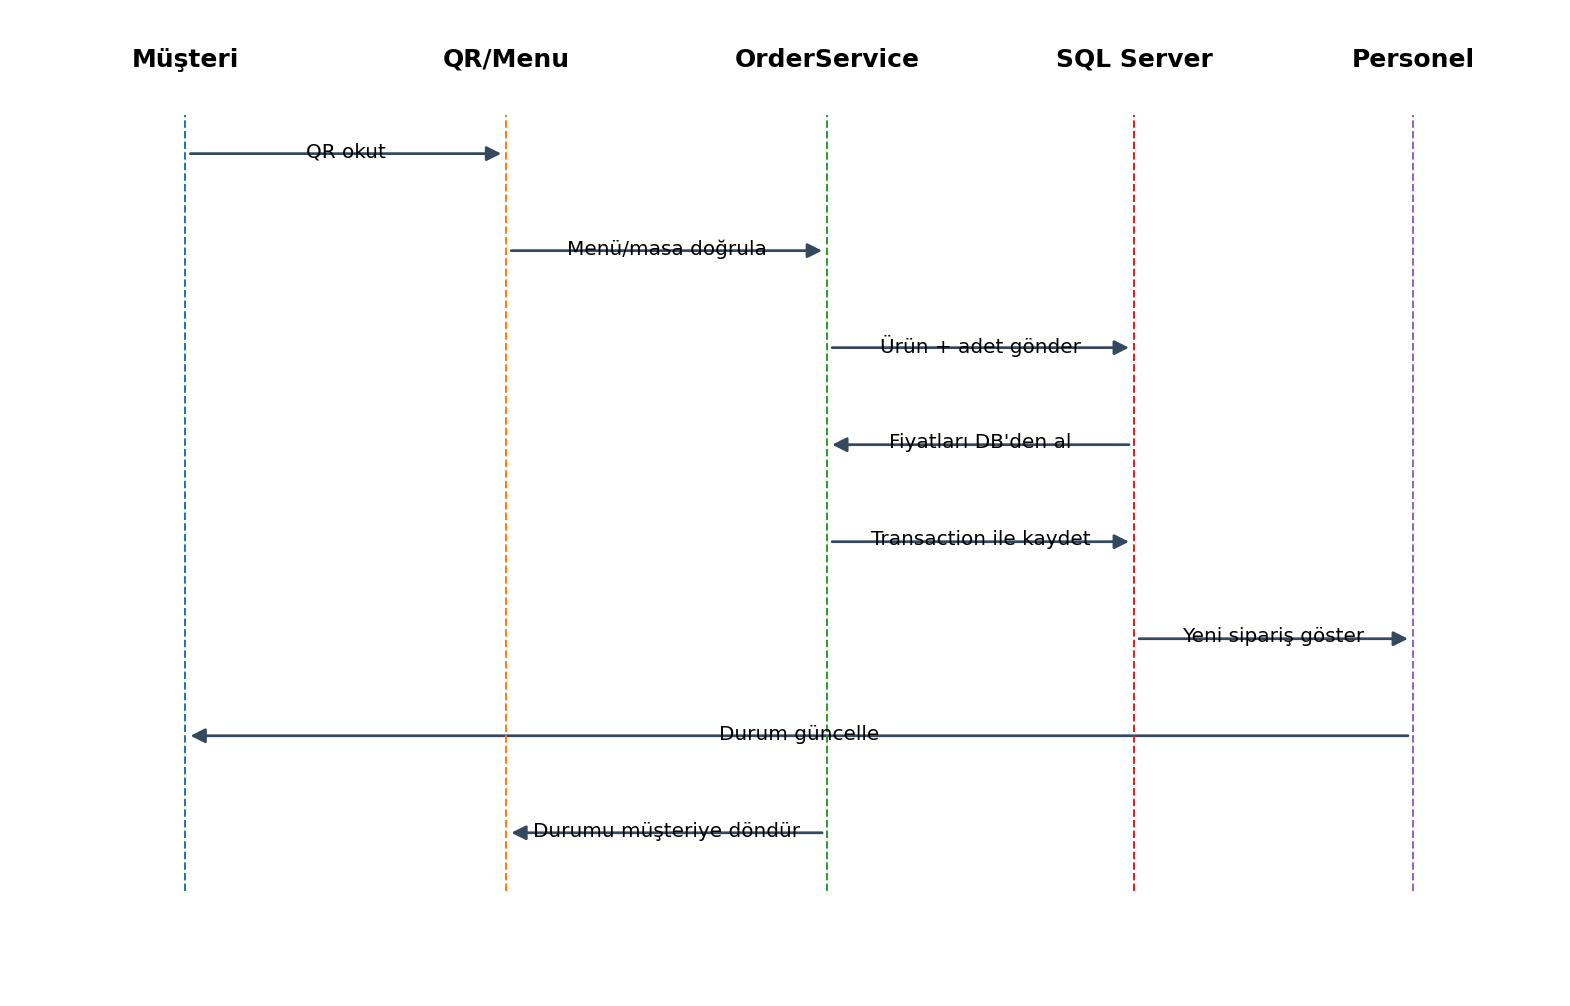 Müşteri QR/Menu OrderService SQL Server Personel
QR okut
Menü/masa doğrula
Ürün + adet gönder
Fiyatları DB'den al
Transaction ile kaydet
Yeni sipariş göster
Durum güncelle
Durumu müşteriye döndür